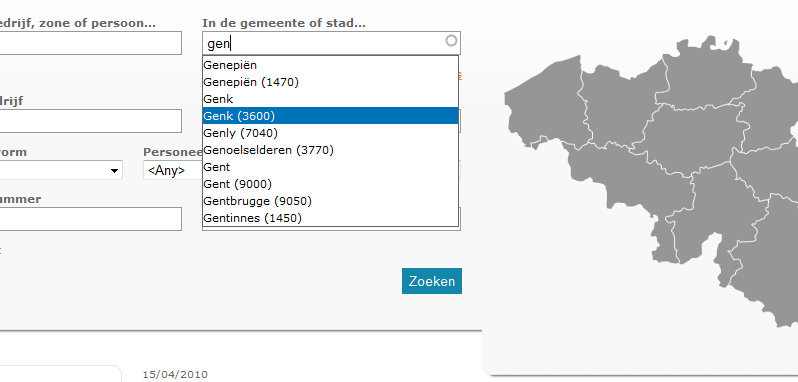 edrijf, zone of persoon...
In de gemeente of stad...
gen
Genepiën
Genepiën (1470)
Genk
Genk (3600)
Genly (7040)
Genoelselderen (3770)
Gent
Gent (9000)
Gentbrugge (9050)
Gentinnes (1450)
s
drijf
orm
Personee
<Any>
ummer
Zoeken
15/04/2010